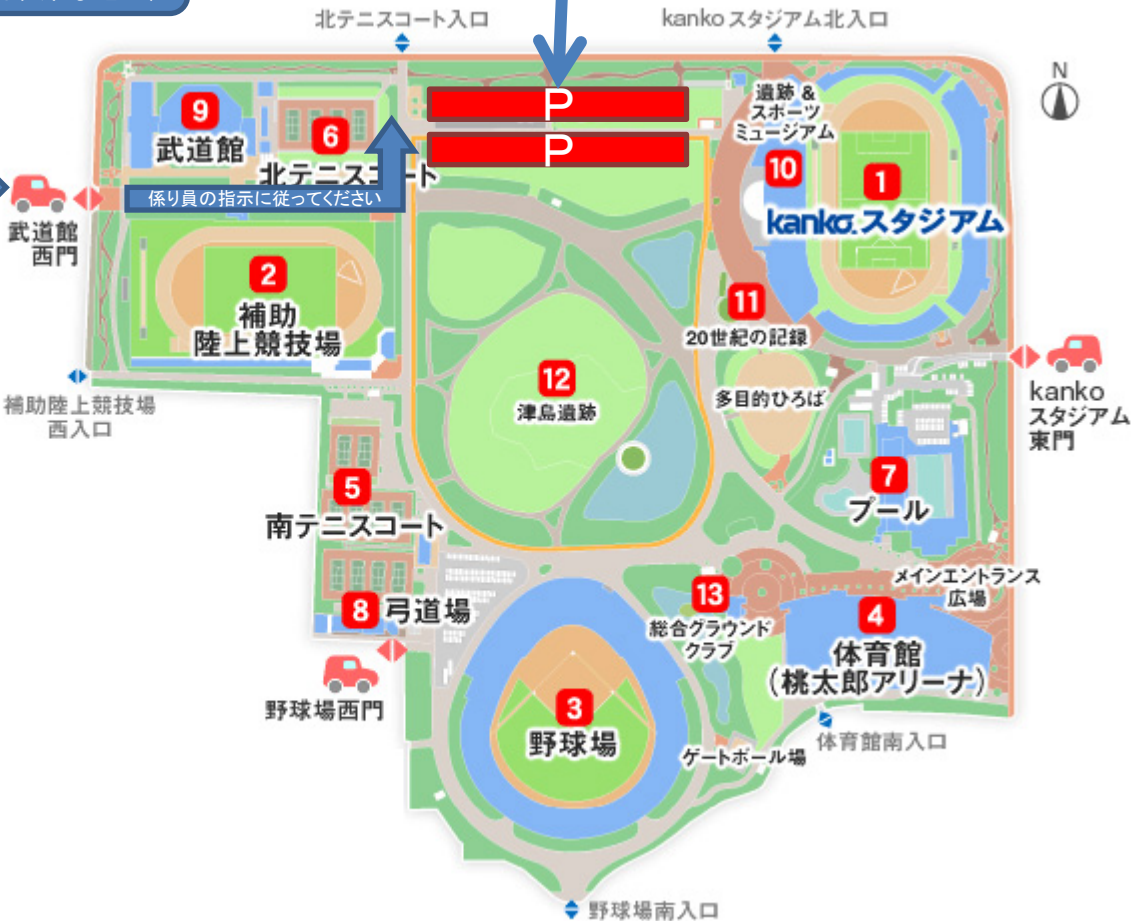 北テニスコート入口
kankoスタジアム北入口
N
P
P
9
武道館
6
北テニスコート
遺跡 &
スポーツ
ミュージアム
10
1
kanko.スタジアム
係り員の指示に従ってください
武道館
西門
2
補助
陸上競技場
11
20世紀の記録
12
津島遺跡
多目的ひろば
kanko
スタジアム
東門
補助陸上競技場
西入口
5
南テニスコート
7
プール
メインエントランス
広場
8
弓道場
13
総合グラウンド
クラブ
4
体育館
(桃太郎アリーナ)
野球場西門
3
野球場
ゲートボール場
体育館南入口
野球場南入口